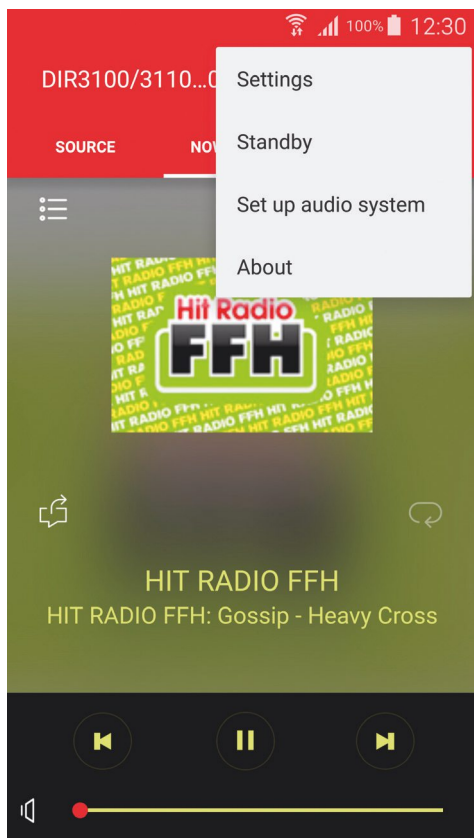 100% 12:30
DIR3100/3110...0
Settings
Standby
SOURCE
NO
Set up audio system
About
Hit Radio
FFH
HIT RADIO FFH
HIT RADIO FFH: Gossip - Heavy Cross